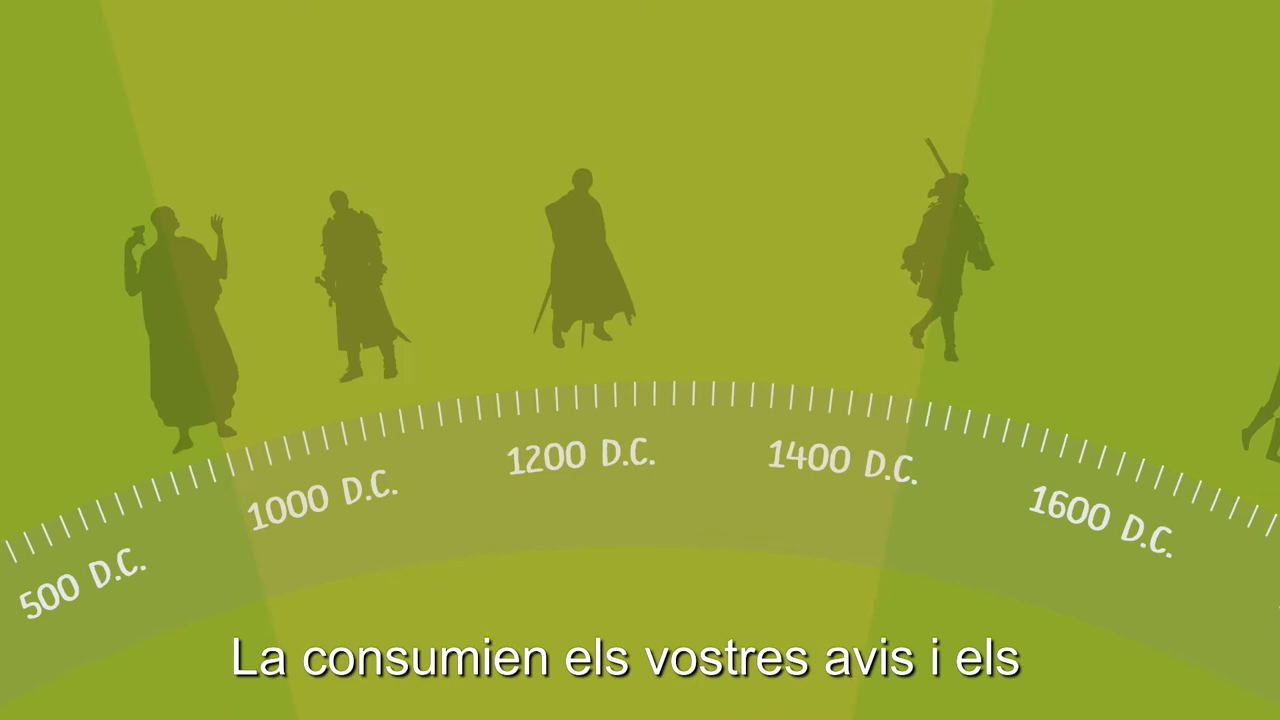 500 D.C.
1000 D.C.
1200 D.C.
1400 D.C.
1600 D.C.
La consumien els vostres avis i els